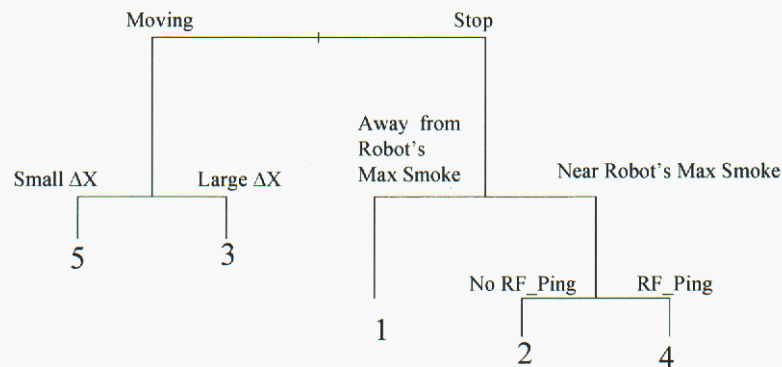 Moving
Stop
Away from
Robot's
Max Smoke
Near Robot's Max Smoke
Small ΔX
Large ΔX
5
3
No RF_Ping
RF_Ping
1
2
4